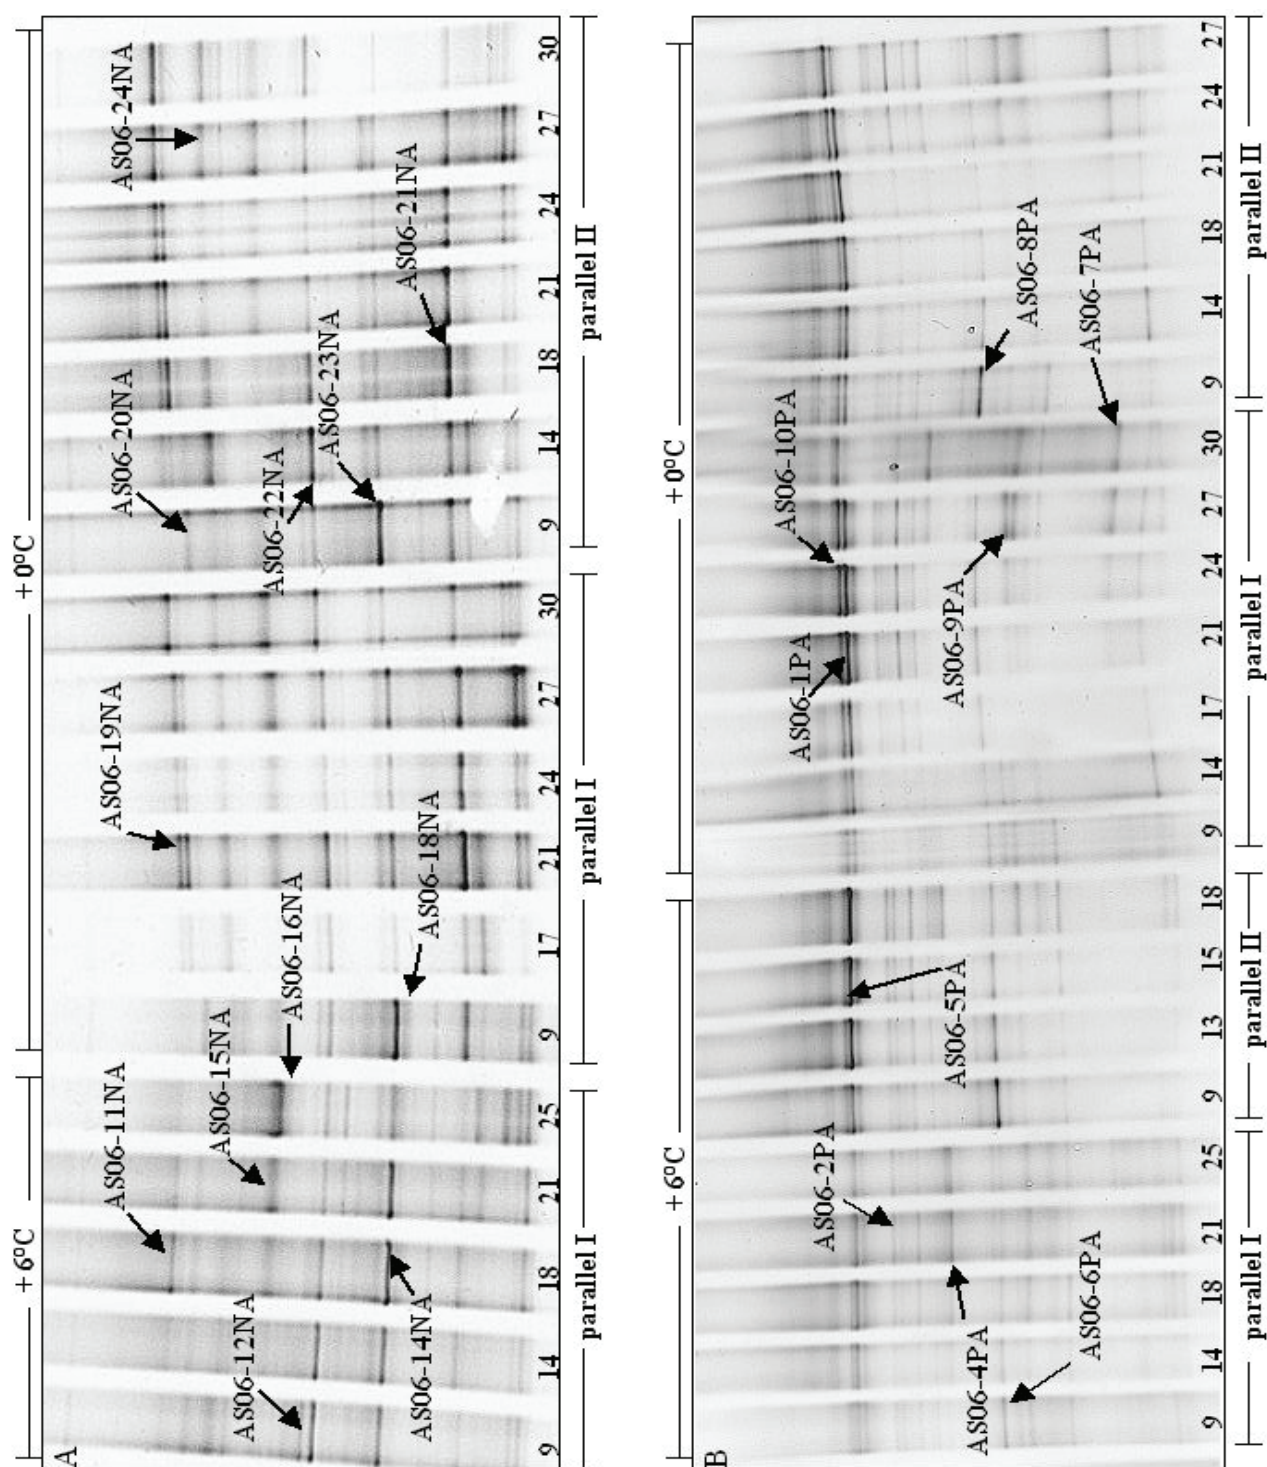 A
+6°C
+0°C
AS06-12NA
AS06-14NA
AS06-11NA
AS06-15NA
AS06-16NA
AS06-18NA
AS06-19NA
AS06-20NA
AS06-22NA
AS06-23NA
AS06-21NA
AS06-24NA
9 14 18 21 25 9 17 21 24 27 30 9 14 18 21 24 27 30
parallel I parallel I parallel II
B
+6°C
+0°C
AS06-4PA
AS06-6PA
AS06-2PA
AS06-5PA
AS06-1PA
AS06-9PA
AS06-10PA
AS06-8PA
AS06-7PA
9 14 18 21 25 9 13 15 18 9 14 17 21 24 27 30 9 14 18 21 24 27
parallel I parallel II parallel I parallel II